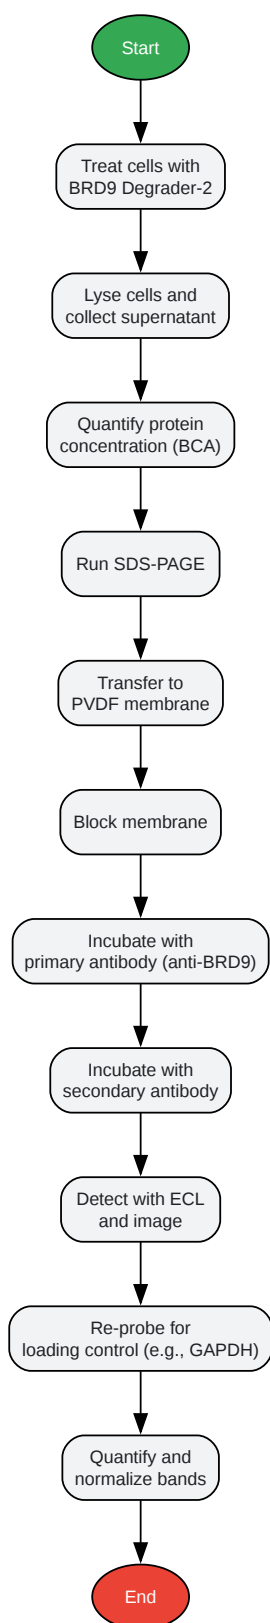 Start
Treat cells with
BRD9 Degrader-2
Lyse cells and
collect supernatant
Quantify protein
concentration (BCA)
Run SDS-PAGE
Transfer to
PVDF membrane
Block membrane
Incubate with
primary antibody (anti-BRD9)
Incubate with
secondary antibody
Detect with ECL
and image
Re-probe for
loading control (e.g., GAPDH)
Quantify and
normalize bands
End